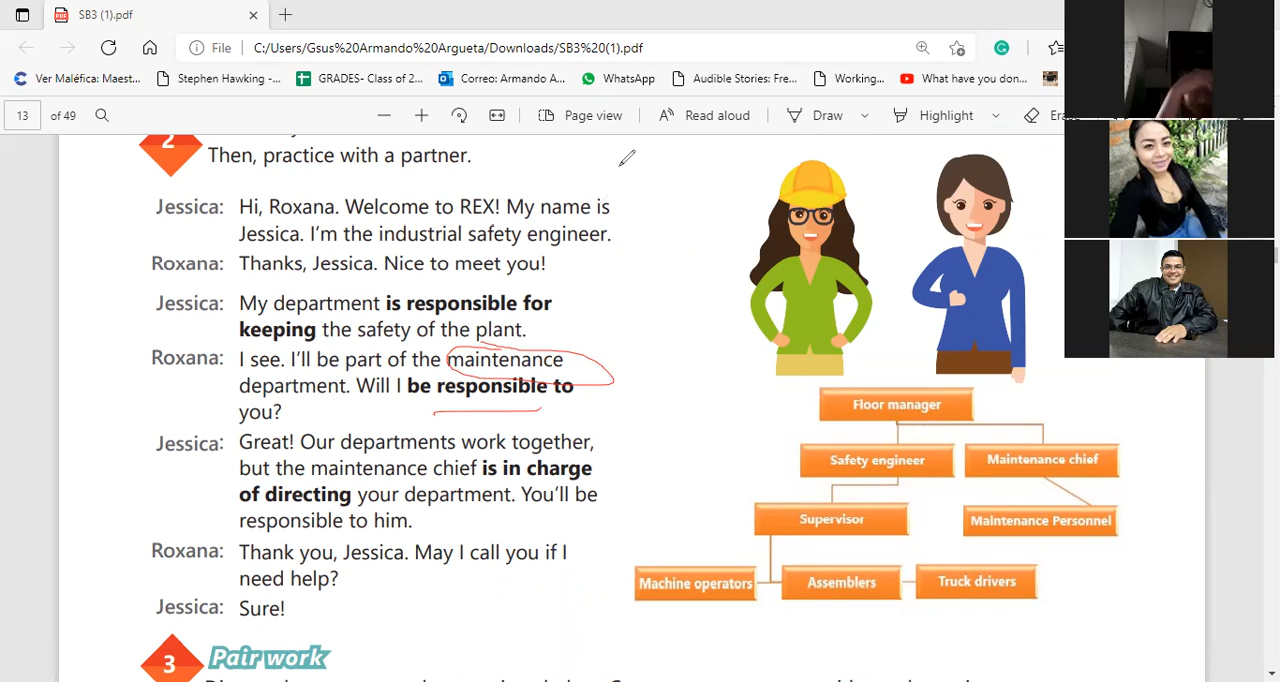 SB3 (1).pdf
File
C:/Users/Gsus%20Armando%20Argueta/Downloads/SB3%20(1).pdf
Ver Maléfica: Maest...
Stephen Hawking -...
GRADES- Class of 2...
Correo: Armando A...
WhatsApp
Audible Stories: Fre...
Working...
What have you don...
13 of 49
Page view
Read aloud
Draw
Highlight
2
Then, practice with a partner.
Jessica: Hi, Roxana. Welcome to REX! My name is
Jessica. I'm the industrial safety engineer.
Roxana: Thanks, Jessica. Nice to meet you!
Jessica: My department is responsible for
keeping the safety of the plant.
Roxana: I see. I'll be part of the maintenance
department. Will I be responsible to
you?
Jessica: Great! Our departments work together,
but the maintenance chief is in charge
of directing your department. You'll be
responsible to him.
Roxana: Thank you, Jessica. May I call you if I
need help?
Jessica: Sure!
Floor manager
Safety engineer
Maintenance chief
Supervisor
Maintenance Personnel
Machine operators
Assemblers
Truck drivers
3
Pair work